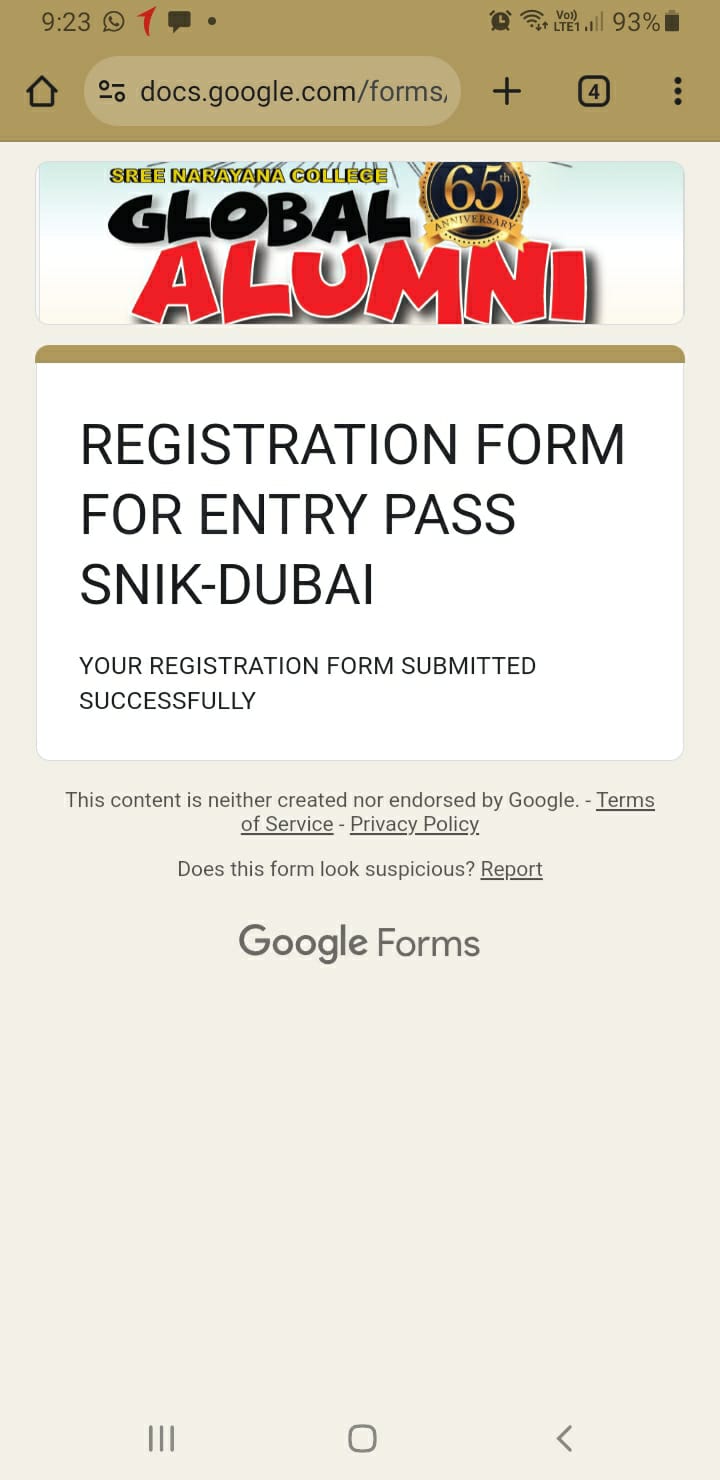 9:23
Vo)) LTE1 93%
docs.google.com/forms
4
SREE NARAYANA COLLEGE
GLOBAL
ALUMNI
65th
ANNIVERSARY
REGISTRATION FORM
FOR ENTRY PASS
SNIK-DUBAI
YOUR REGISTRATION FORM SUBMITTED
SUCCESSFULLY
This content is neither created nor endorsed by Google. - Terms
of Service - Privacy Policy
Does this form look suspicious? Report
Google Forms